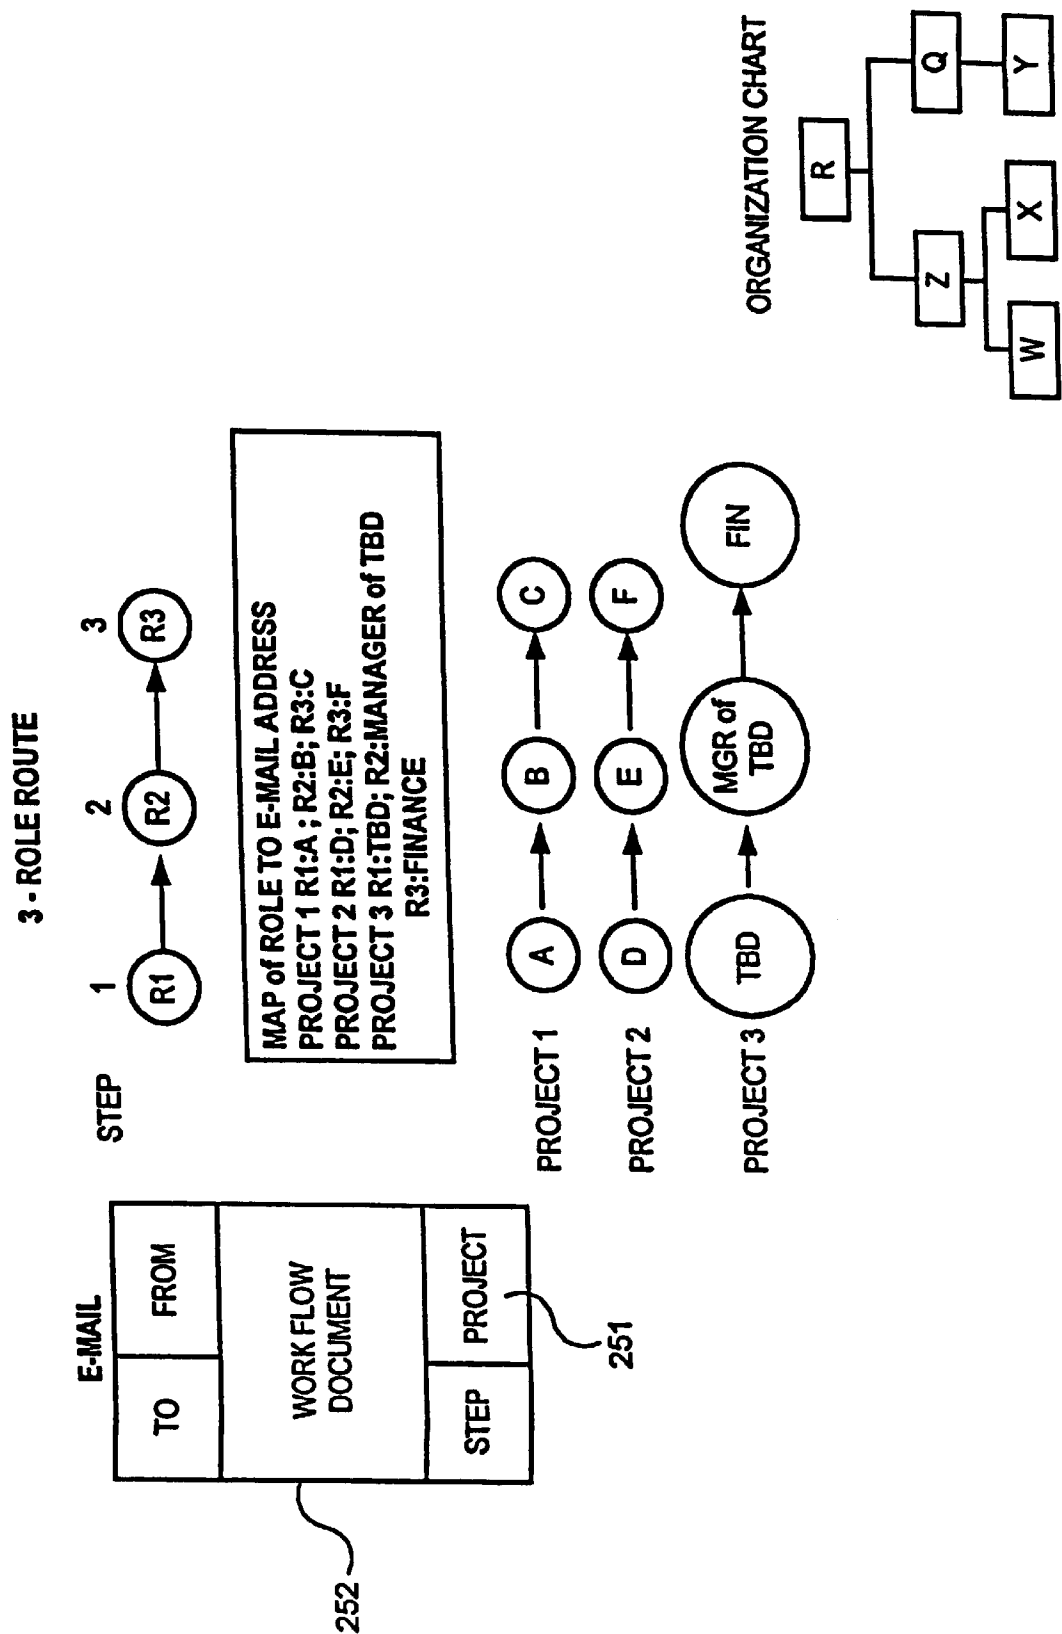 3 - ROLE ROUTE
E-MAIL
TO
FROM
WORK FLOW
DOCUMENT
STEP
PROJECT
252
251
STEP
1
2
3
R1
R2
R3
MAP of ROLE TO E-MAIL ADDRESS
PROJECT 1 R1:A ; R2:B; R3:C
PROJECT 2 R1:D; R2:E; R3:F
PROJECT 3 R1:TBD; R2:MANAGER of TBD
R3:FINANCE
PROJECT 1
A
B
C
PROJECT 2
D
E
F
PROJECT 3
TBD
MGR of
TBD
FIN
ORGANIZATION CHART
R
Z
Q
W
X
Y